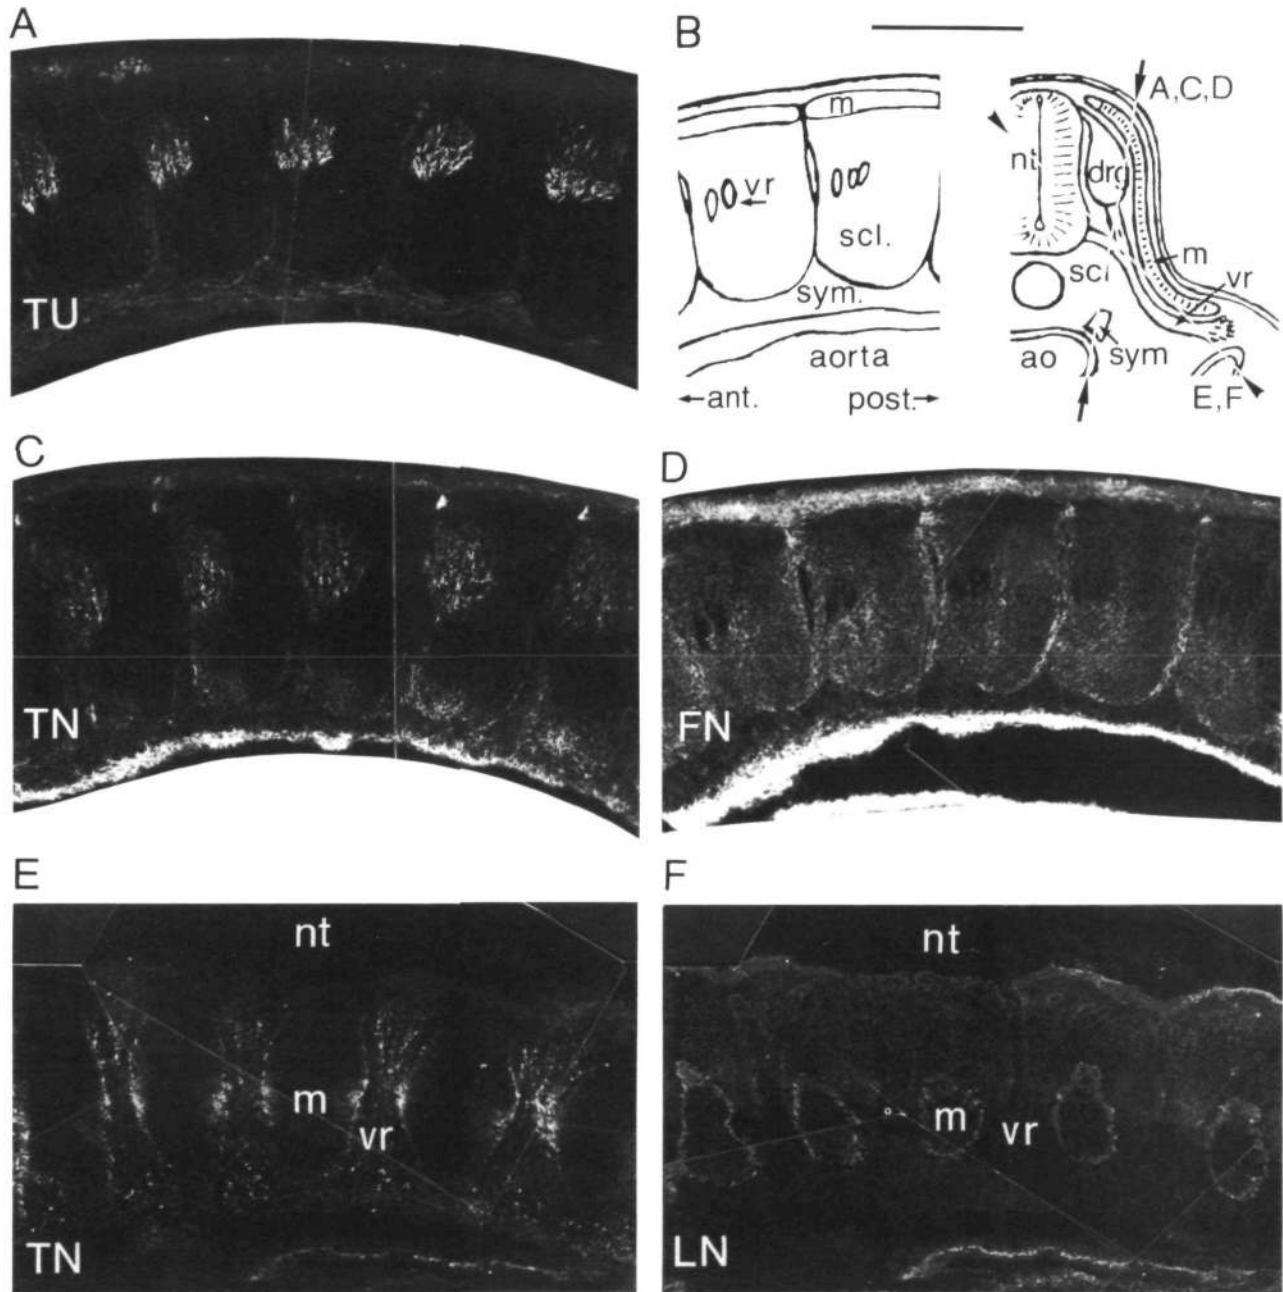 A
TU
B
m
vr
scl.
sym.
aorta
←ant. post.→
A,C,D
nt
drg
m
scl
vr
ao
sym
E,F
C
TN
D
FN
E
nt
m
vr
TN
F
nt
m
vr
LN